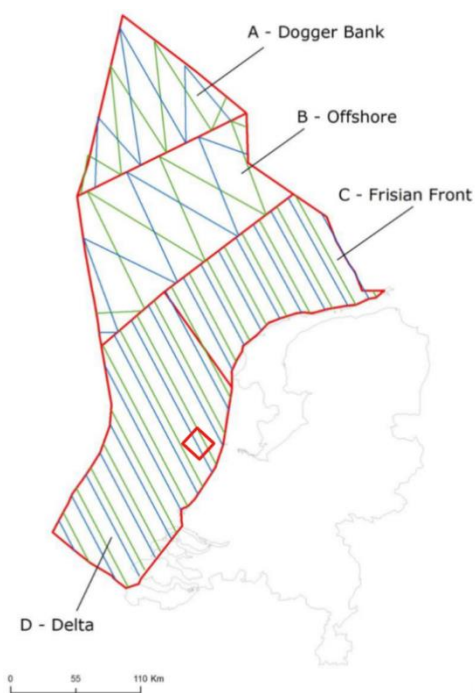 A - Dogger Bank
B - Offshore
C - Frisian Front
D - Delta
0 55 110 Km